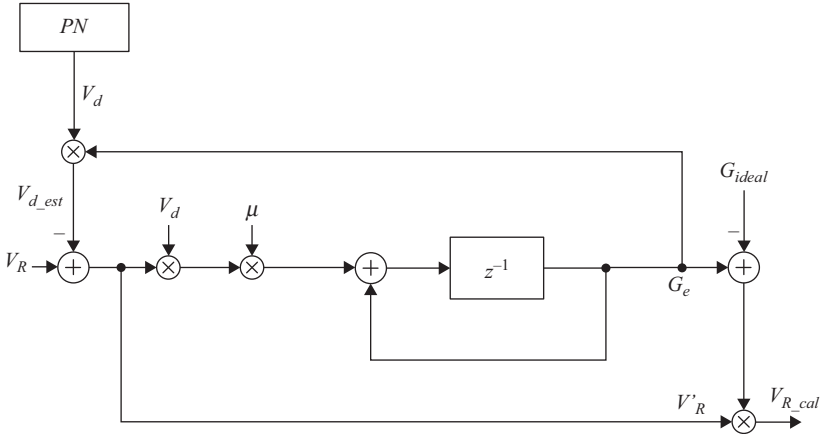 PN
V_d
G_ideal
V_d_est
V_d
μ
–
–
V_R
+
×
×
×
+
z⁻¹
G_e
+
V'_R
×
V_R_cal